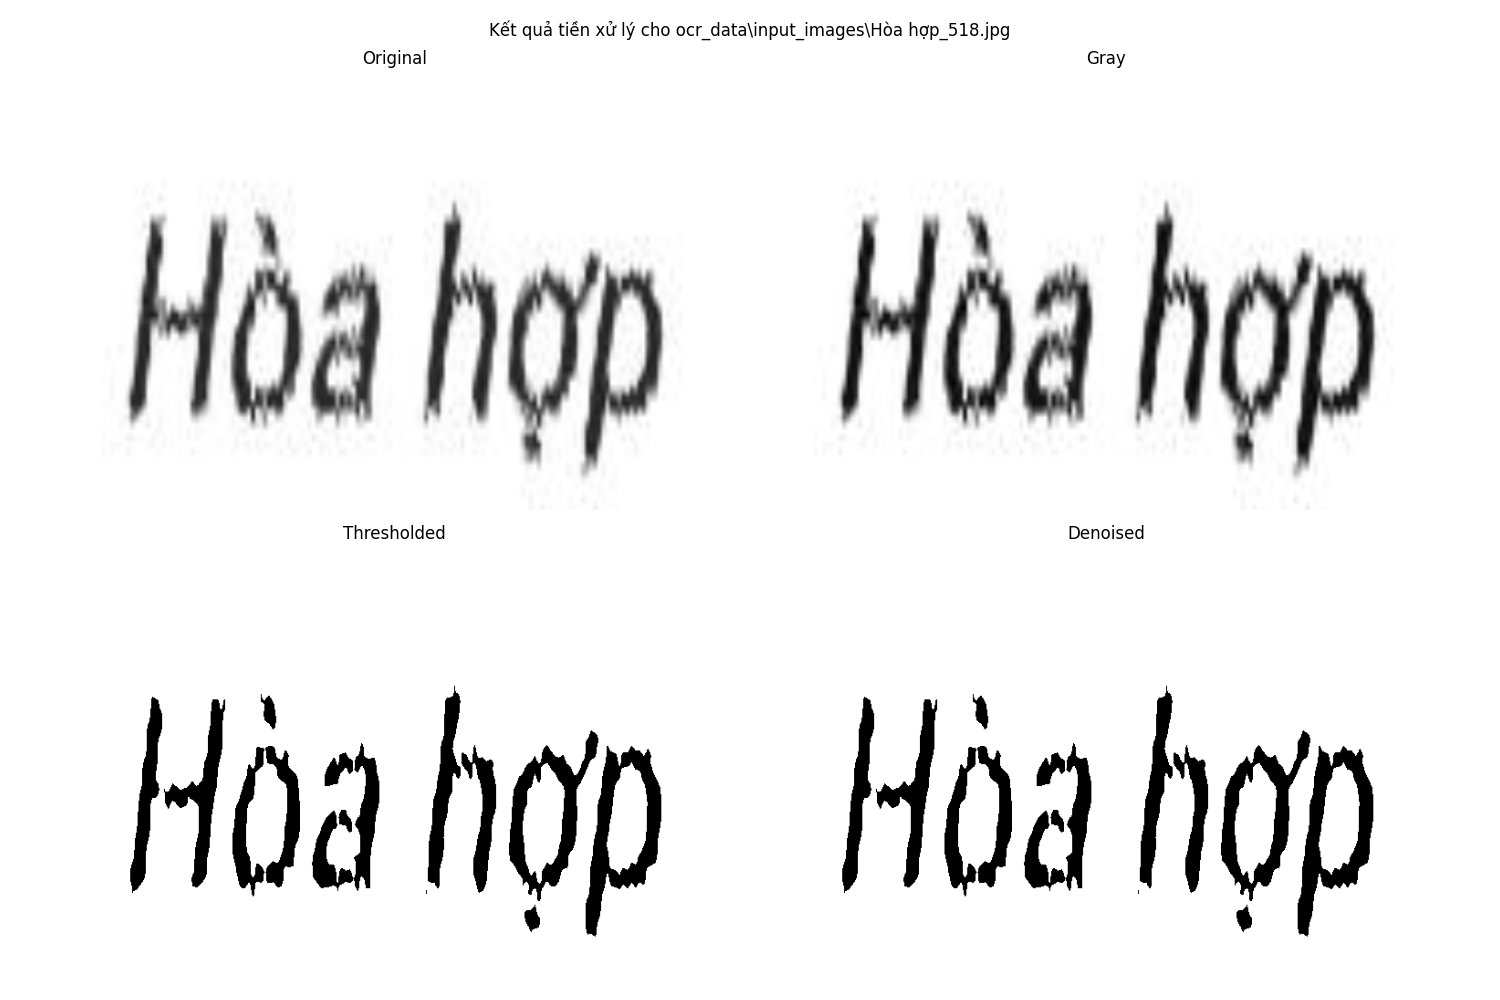 Kết quả tiền xử lý cho ocr_data\input_images\Hòa hợp_518.jpg
Original
Gray
Hòa hợp
Hòa hợp
Thresholded
Denoised
Hòa hợp
Hòa hợp